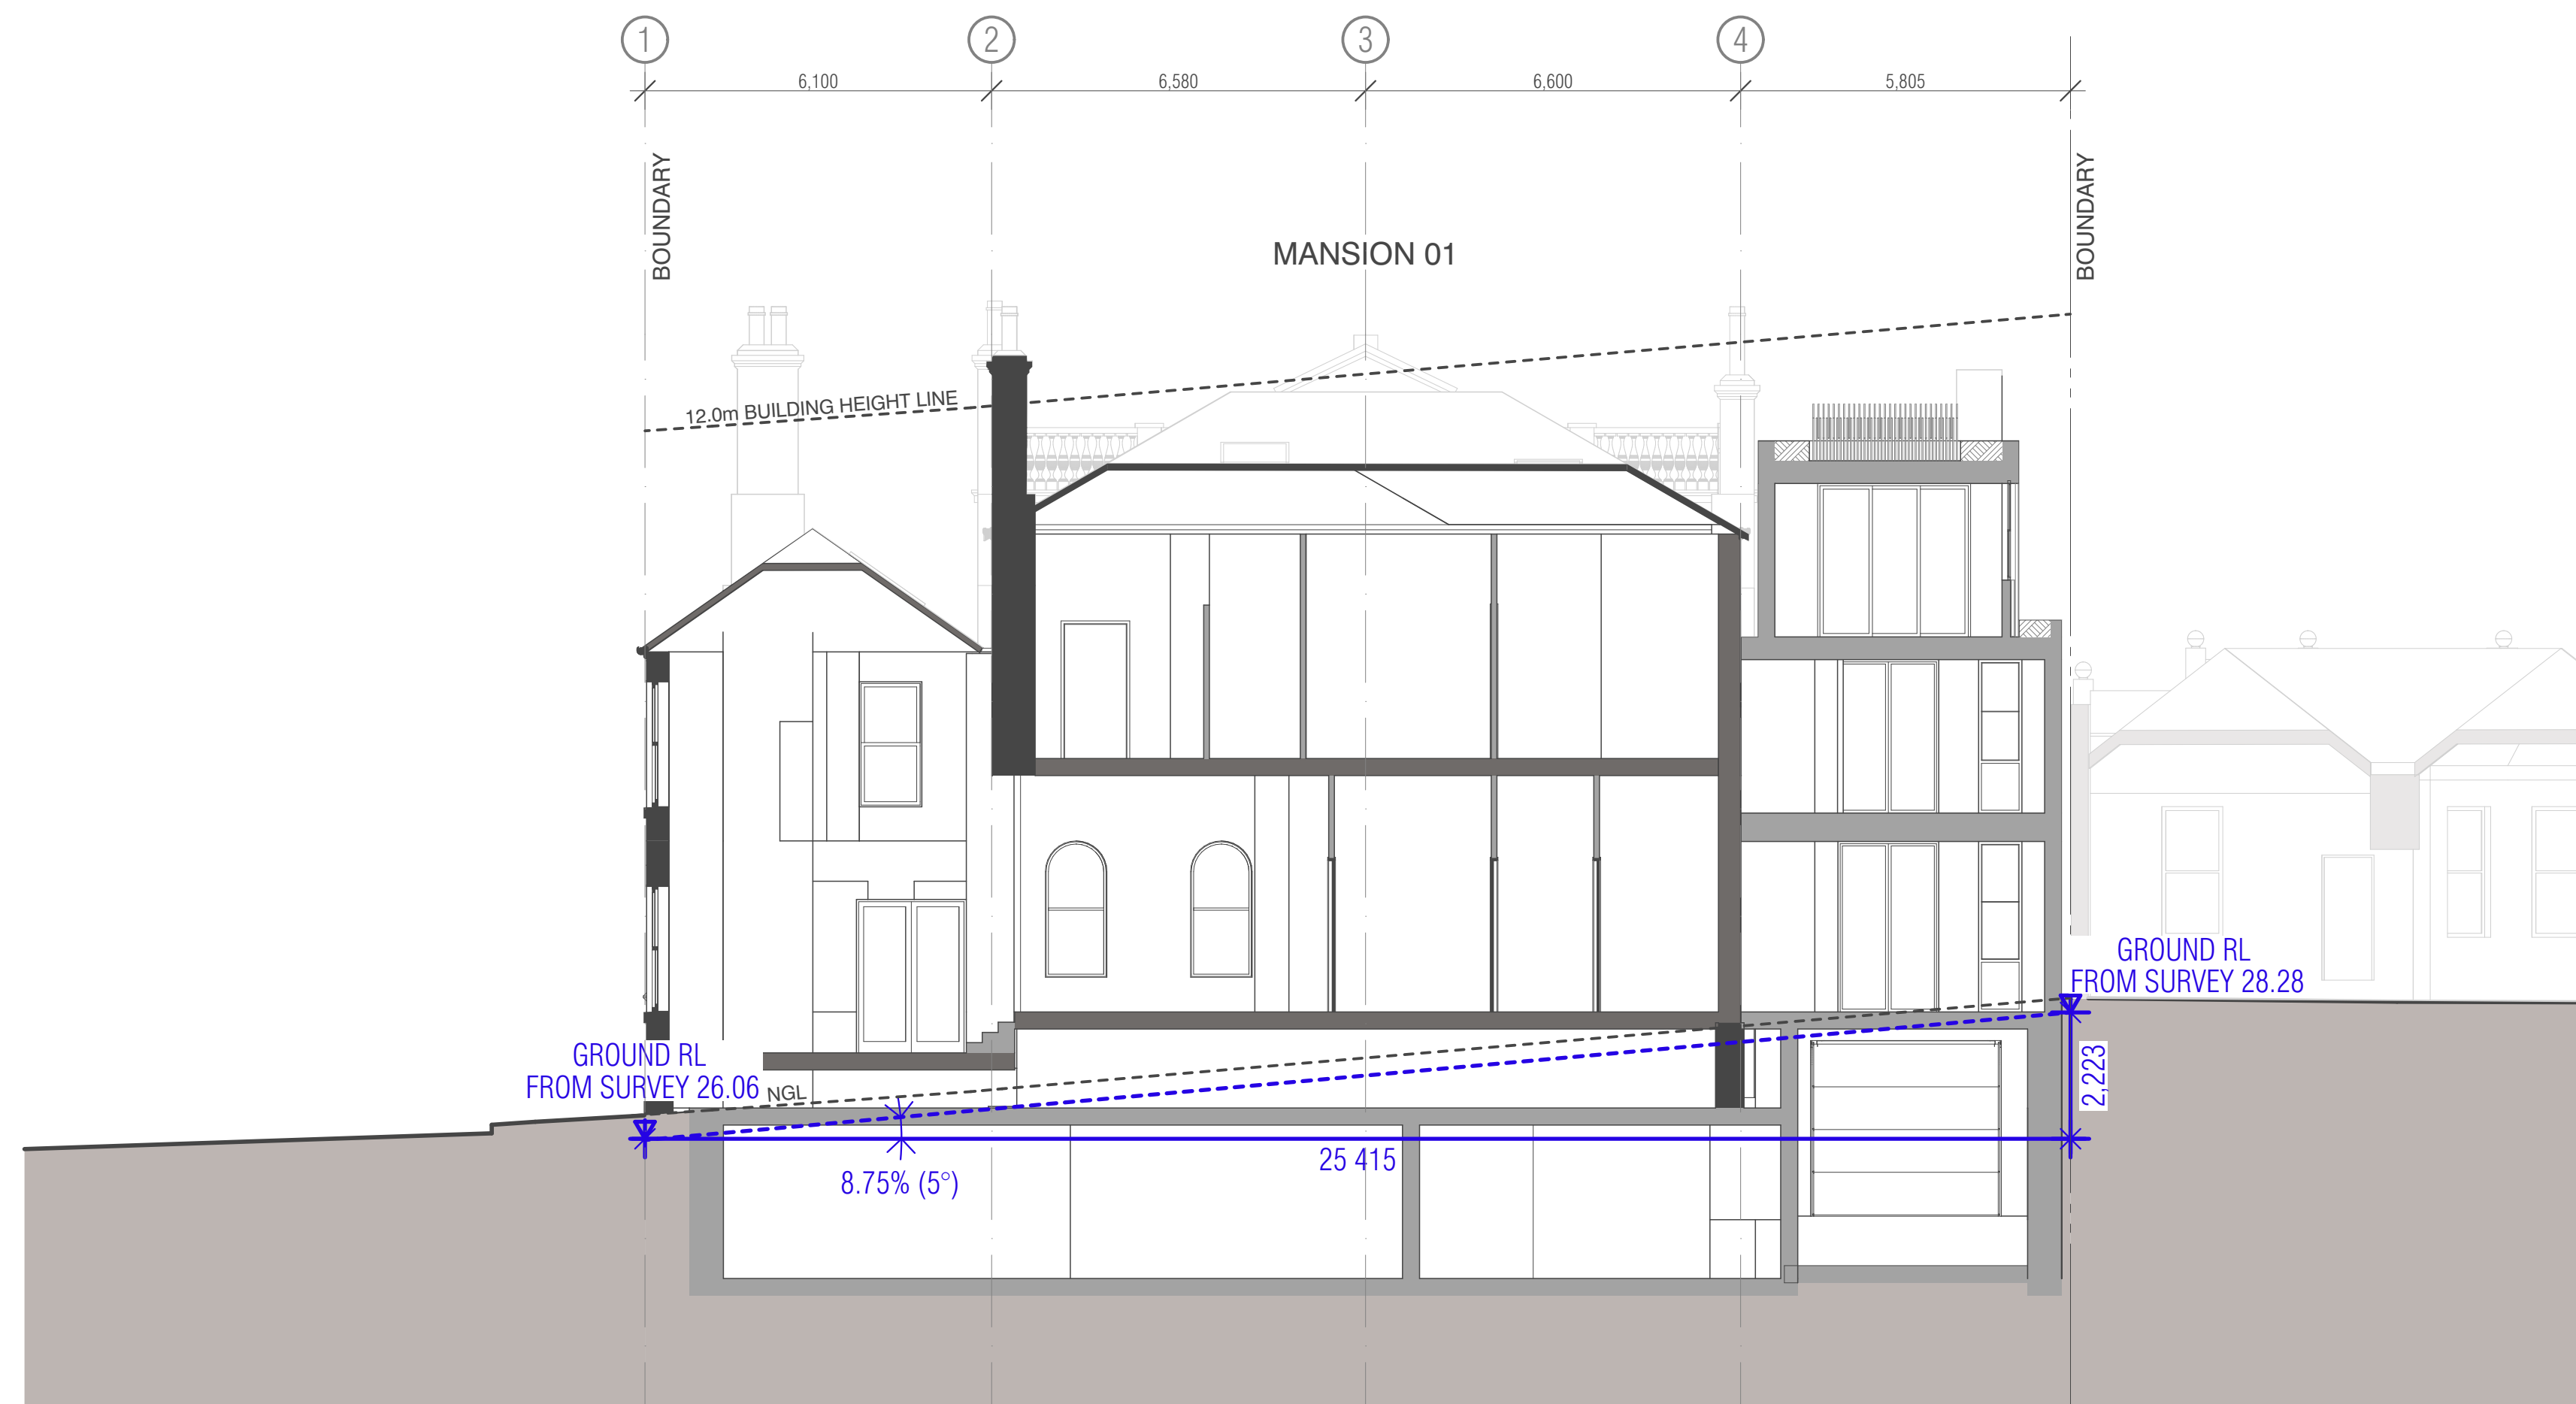 1
2
3
4
6,100
6,580
6,600
5,805
BOUNDARY
BOUNDARY
MANSION 01
12.0m BUILDING HEIGHT LINE
GROUND RL
FROM SURVEY 28.28
GROUND RL
FROM SURVEY 26.06
NGL
2,223
25 415
8.75% (5°)